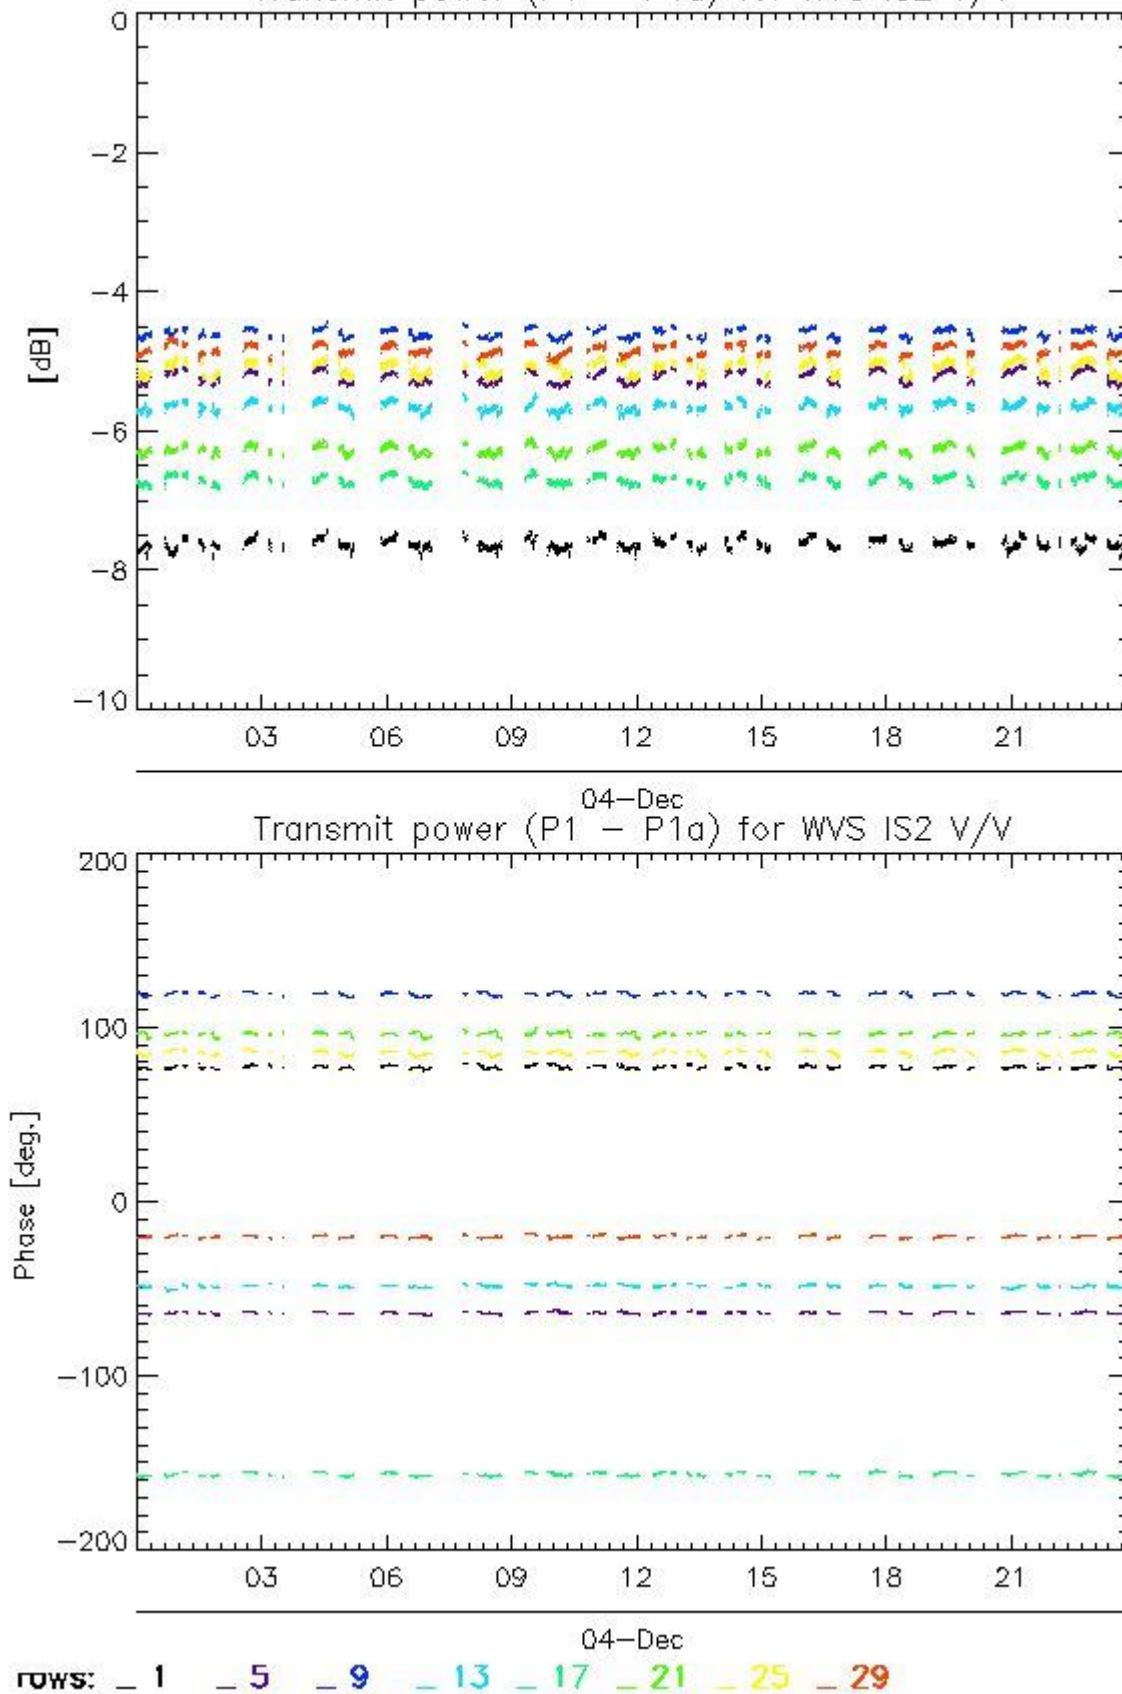 0
-2
-4
[dB]
-6
-8
-10
03 06 09 12 15 18 21
04-Dec
Transmit power (P1 - P1a) for WVS IS2 V/V
200
100
0
Phase [deg.]
-100
-200
03 06 09 12 15 18 21
04-Dec
rows: _ 1 _ 5 _ 9 _ 13 _ 17 _ 21 _ 25 _ 29